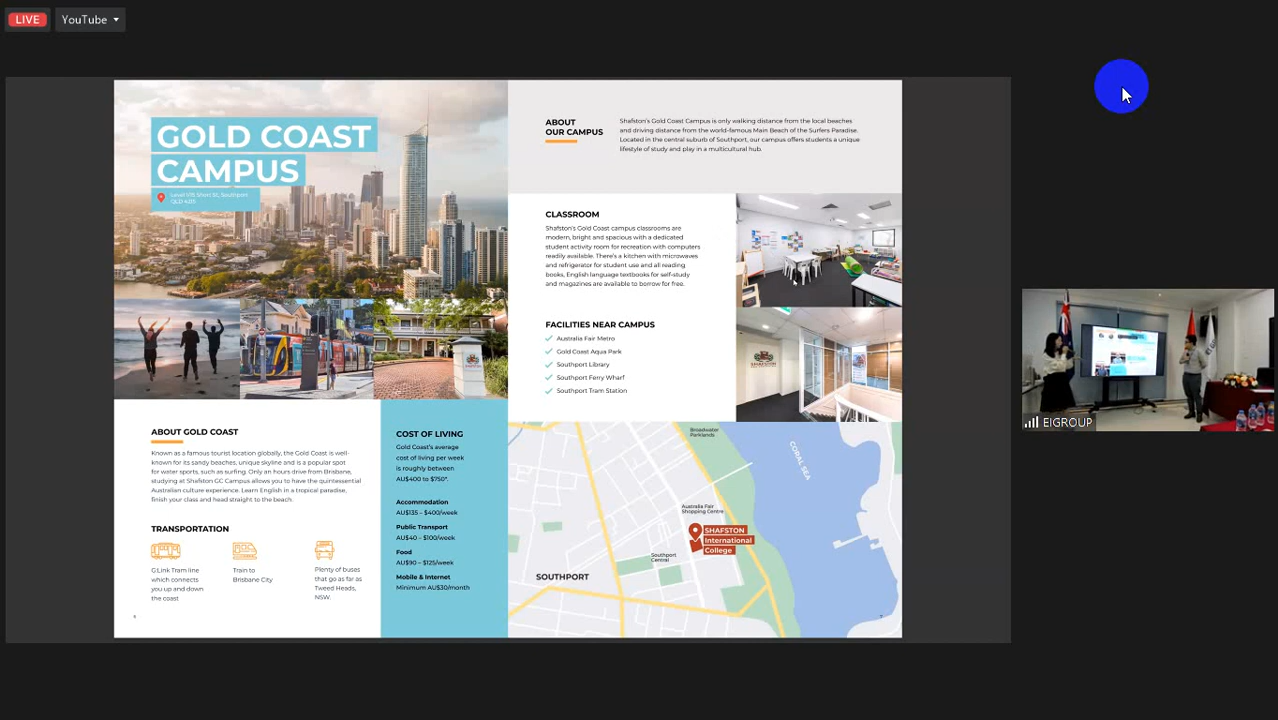 LIVE
YouTube
GOLD COAST
CAMPUS
Level 1/15 Short St, Southport
QLD 4215
ABOUT
OUR CAMPUS
Shafston's Gold Coast Campus is only walking distance from the local beaches
and driving distance from the world-famous Main Beach of the Surfers Paradise.
Located in the central suburb of Southport, our campus offers students a unique
lifestyle of study and play in a multicultural hub.
CLASSROOM
Shafston's Gold Coast campus classrooms are
modern, bright and spacious with a dedicated
student activity room for recreation with computers
readily available. There's a kitchen with microwaves
and refrigerator for student use and all reading
books, English language textbooks for self-study
and magazines are available to borrow for free.
FACILITIES NEAR CAMPUS
Australia Fair Metro
Gold Coast Aqua Park
Southport Library
Southport Ferry Wharf
Southport Tram Station
SHAFSTON
ABOUT GOLD COAST
Known as a famous tourist location globally, the Gold Coast is well-
known for its sandy beaches, unique skyline and is a popular spot
for water sports, such as surfing. Only an hours drive from Brisbane,
studying at Shafston GC Campus allows you to have the quintessential
Australian culture experience. Learn English in a tropical paradise,
finish your class and head straight to the beach.
TRANSPORTATION
G:Link Tram line
which connects
you up and down
the coast
Train to
Brisbane City
Plenty of buses
that go as far as
Tweed Heads,
NSW.
COST OF LIVING
Gold Coast's average
cost of living per week
is roughly between
AU$400 to $750*.
Accommodation
AU$135 - $400/week
Public Transport
AU$40 - $100/week
Food
AU$90 - $125/week
Mobile & Internet
Minimum AU$30/month
Broadwater
Parklands
CORAL SEA
Australia Fair
Shopping Centre
SHAFSTON
International
College
Southport
Central
SOUTHPORT
EIGROUP